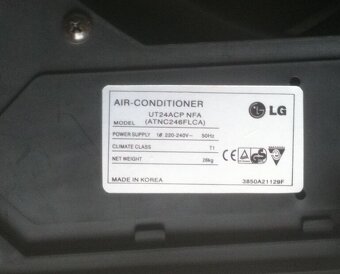 AIR-CONDITIONER
LG
UT24ACP NFA
MODEL (ATNC246FLCA)
POWER SUPPLY 1Ø 220-240V~ 50Hz
CLIMATE CLASS T1
NET WEIGHT 26kg
MADE IN KOREA
3850A21129F